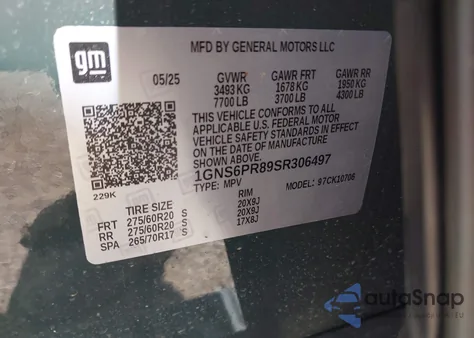 gm
MFD BY GENERAL MOTORS LLC
05/25 GVWR GAWR FRT GAWR RR
3493 KG 1678 KG 1950 KG
7700 LB 3700 LB 4300 LB
THIS VEHICLE CONFORMS TO ALL
APPLICABLE U.S. FEDERAL MOTOR
VEHICLE SAFETY STANDARDS IN EFFECT
ON THE DATE OF MANUFACTURE
SHOWN ABOVE.
1GNS6PR89SR306497
TYPE: MPV 97CK10706
229K
TIRE SIZE RIM
FRT 275/60R20 S 20X9J
RR 275/60R20 S 20X9J
SPA 265/70R17 S 17X8J
autoSnap